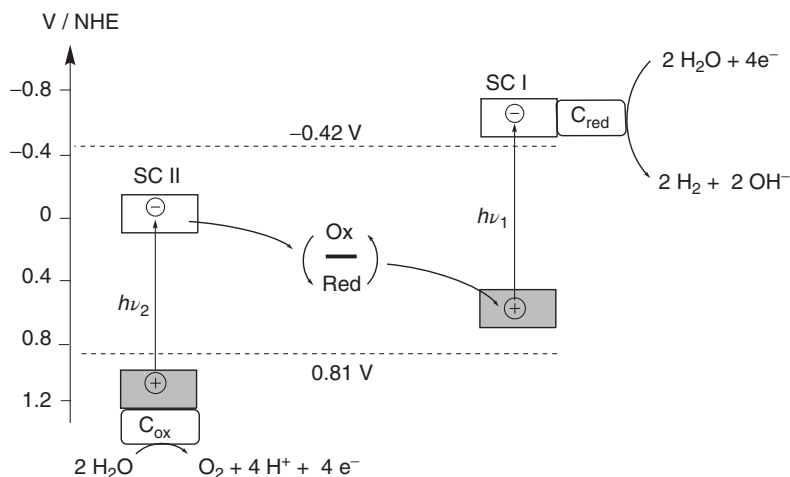 V / NHE
−0.8
−0.4
0
0.4
0.8
1.2
SC I
2 H₂O + 4e⁻
C_red
−0.42 V
2 H₂ + 2 OH⁻
SC II
−
−
Ox
Red
hν₁
hν₂
+
+
0.81 V
C_ox
2 H₂O
O₂ + 4 H⁺ + 4 e⁻